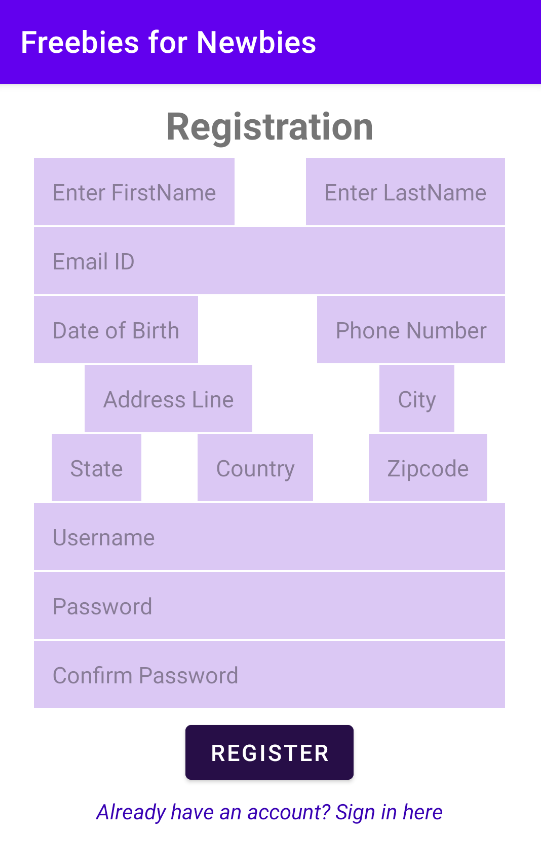 Freebies for Newbies
Registration
Enter FirstName Enter LastName
Email ID
Date of Birth Phone Number
Address Line City
State Country Zipcode
Username
Password
Confirm Password
REGISTER
Already have an account? Sign in here